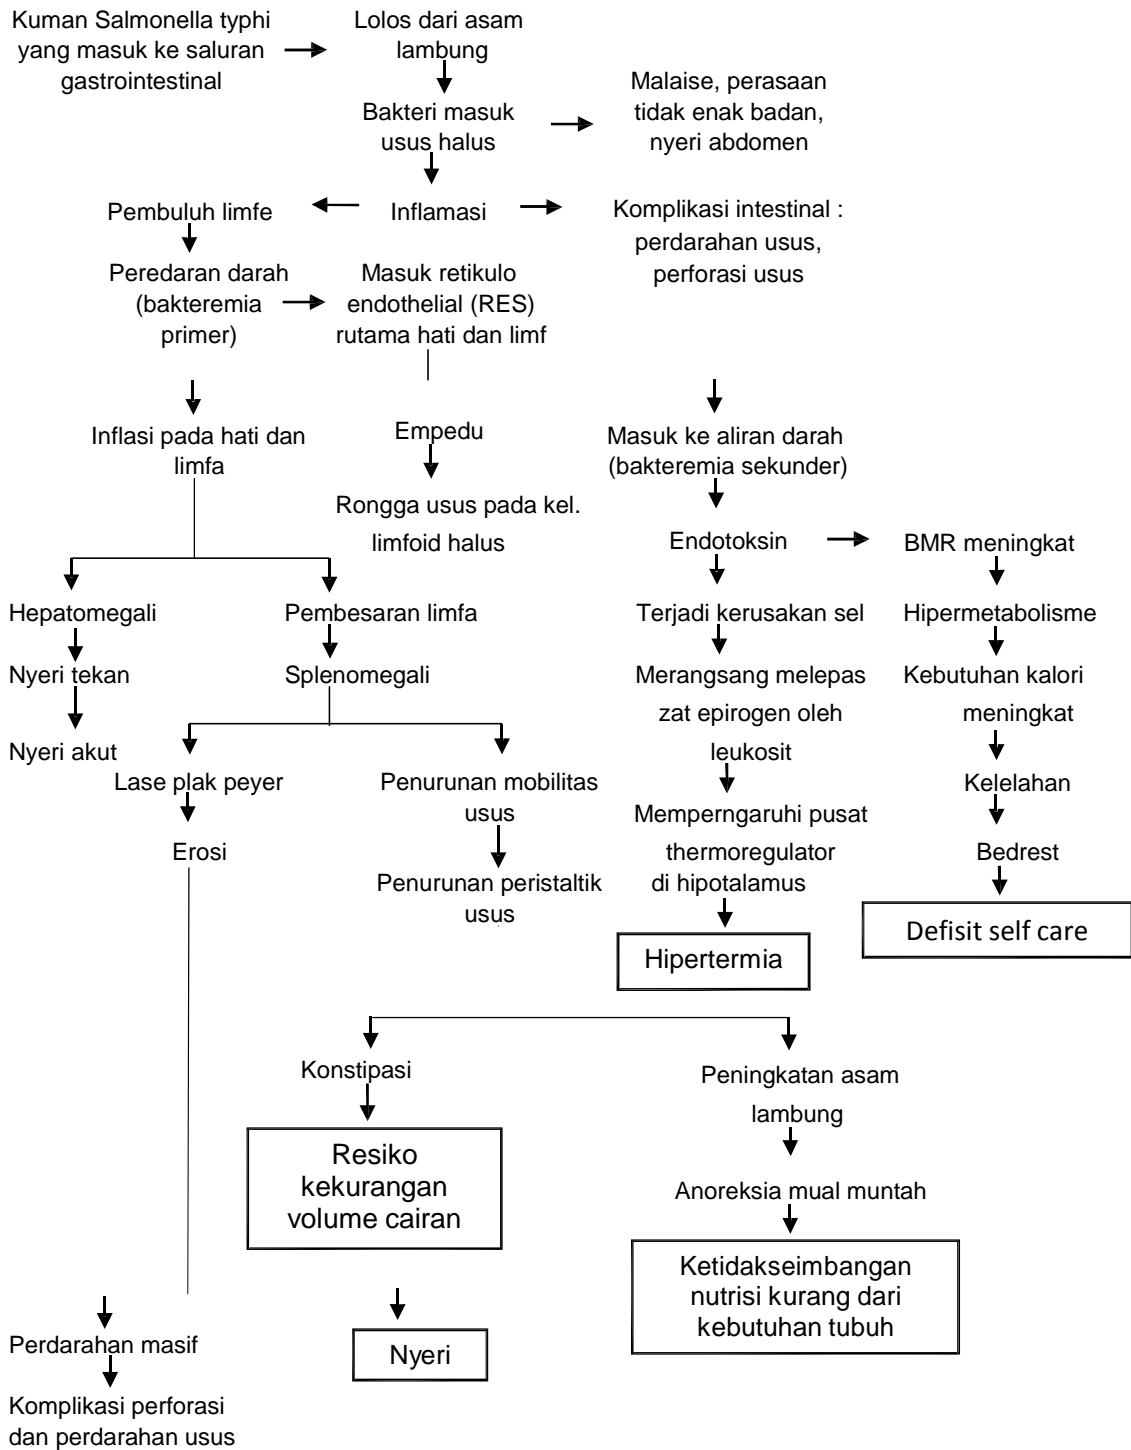 Kuman Salmonella typhi
yang masuk ke saluran
gastrointestinal
Lolos dari asam
lambung
Bakteri masuk
usus halus
Malaise, perasaan
tidak enak badan,
nyeri abdomen
Pembuluh limfe
Inflamasi
Komplikasi intestinal :
perdarahan usus,
perforasi usus
Peredaran darah
(bakteremia
primer)
Masuk retikulo
endothelial (RES)
rutama hati dan limf
Inflasi pada hati dan
limfa
Empedu
Masuk ke aliran darah
(bakteremia sekunder)
Rongga usus pada kel.
limfoid halus
Endotoksin
BMR meningkat
Hepatomegali
Pembesaran limfa
Terjadi kerusakan sel
Hipermetabolisme
Nyeri tekan
Splenomegali
Merangsang melepas
zat epirogen oleh
leukosit
Kebutuhan kalori
meningkat
Nyeri akut
Lase plak peyer
Penurunan mobilitas
usus
Kelelahan
Erosi
Memperngaruhi pusat
thermoregulator
di hipotalamus
Bedrest
Penurunan peristaltik
usus
Defisit self care
Hipertermia
Konstipasi
Peningkatan asam
lambung
Resiko
kekurangan
volume cairan
Anoreksia mual muntah
Ketidakseimbangan
nutrisi kurang dari
kebutuhan tubuh
Perdarahan masif
Nyeri
Komplikasi perforasi
dan perdarahan usus